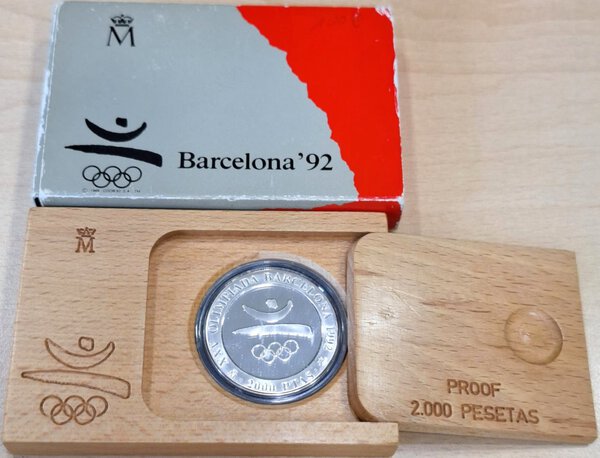 M
Barcelona '92
M
XXV OLIMPIADA BARCELONA 1992
2000 PTAS
PROOF
2.000 PESETAS